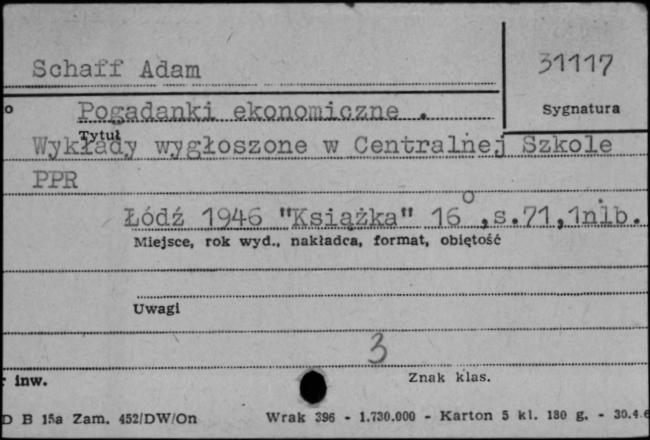 Schaff Adam
31117
Sygnatura
o Pogadanki ekonomiczne .
Tytuł
Wykłady wygłoszone w Centralnej Szkole
PPR
Łódź 1946 "Książka" 16°,s.71,1nlb.
Miejsce, rok wyd., nakładca, format, obiętość
Uwagi
3
r inw.
Znak klas.
D B 15a Zam. 452/DW/On Wrak 396 - 1.730.000 - Karton 5 kl. 180 g. - 30.4.6